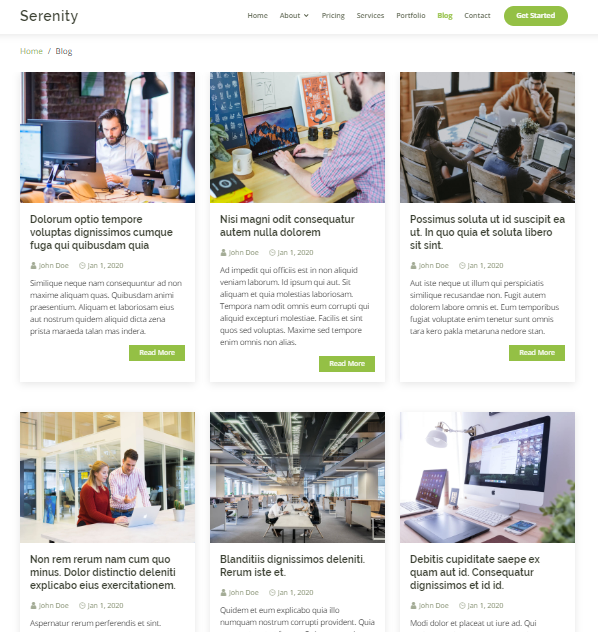 Serenity
Home About Pricing Services Portfolio Blog Contact Get Started
Home / Blog
Dolorum optio tempore
voluptas dignissimos cumque
fuga qui quibusdam quia
John Doe Jan 1, 2020
Similique neque nam consequuntur ad non
maxime aliquam quas. Quibusdam animi
praesentium. Aliquam et laboriosam eius
aut nostrum quidem aliquid dicta zena
prista maraeda talan mas indera.
Read More
Nisi magni odit consequatur
autem nulla dolorem
John Doe Jan 1, 2020
Ad impedit qui officiis est in non aliquid
veniam laborum. Id ipsum qui aut. Sit
aliquam et quia molestias laboriosam.
Tempora nam odit omnis eum corrupti qui
aliquid excepturi molestiae. Facilis et sint
quos sed voluptas. Maxime sed tempore
enim omnis non alias.
Read More
Possimus soluta ut id suscipit ea
ut. In quo quia et soluta libero
sit sint.
John Doe Jan 1, 2020
Aut iste neque ut illum qui perspiciatis
similique recusandae non. Fugit autem
dolorem labore omnis et. Eum temporibus
fugiat voluptate enim tenetur sunt omnis
tara kero pakla metaruna nedore stan.
Read More
Non rem rerum nam cum quo
minus. Dolor distinctio deleniti
explicabo eius exercitationem.
John Doe Jan 1, 2020
Aspernatur rerum perferendis et sint.
Blanditiis dignissimos deleniti.
Rerum iste et.
John Doe Jan 1, 2020
Quidem et eum explicabo quia illo
numquam nostrum corrupti provident. Quia
Debitis cupiditate saepe ex
quam aut id. Consequatur
dignissimos et id id.
John Doe Jan 1, 2020
Modi dolor et placeat ut iure ad. Qui